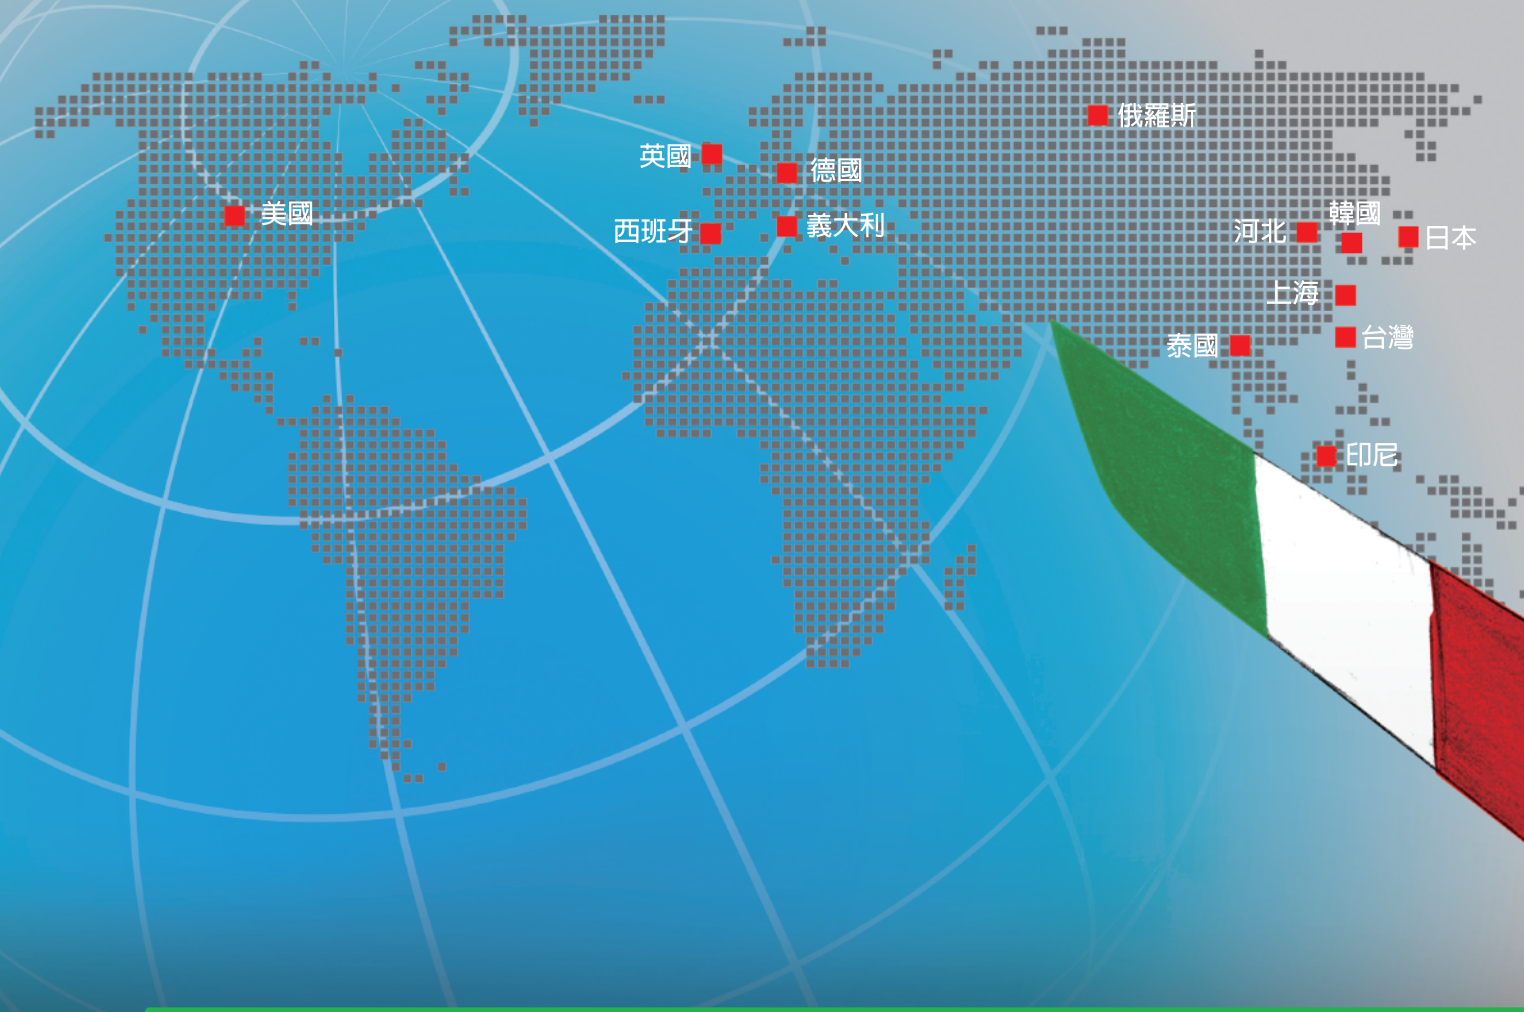 俄羅斯
英國
德國
美國
西班牙
義大利
韓國
河北
日本
上海
台灣
泰國
印尼